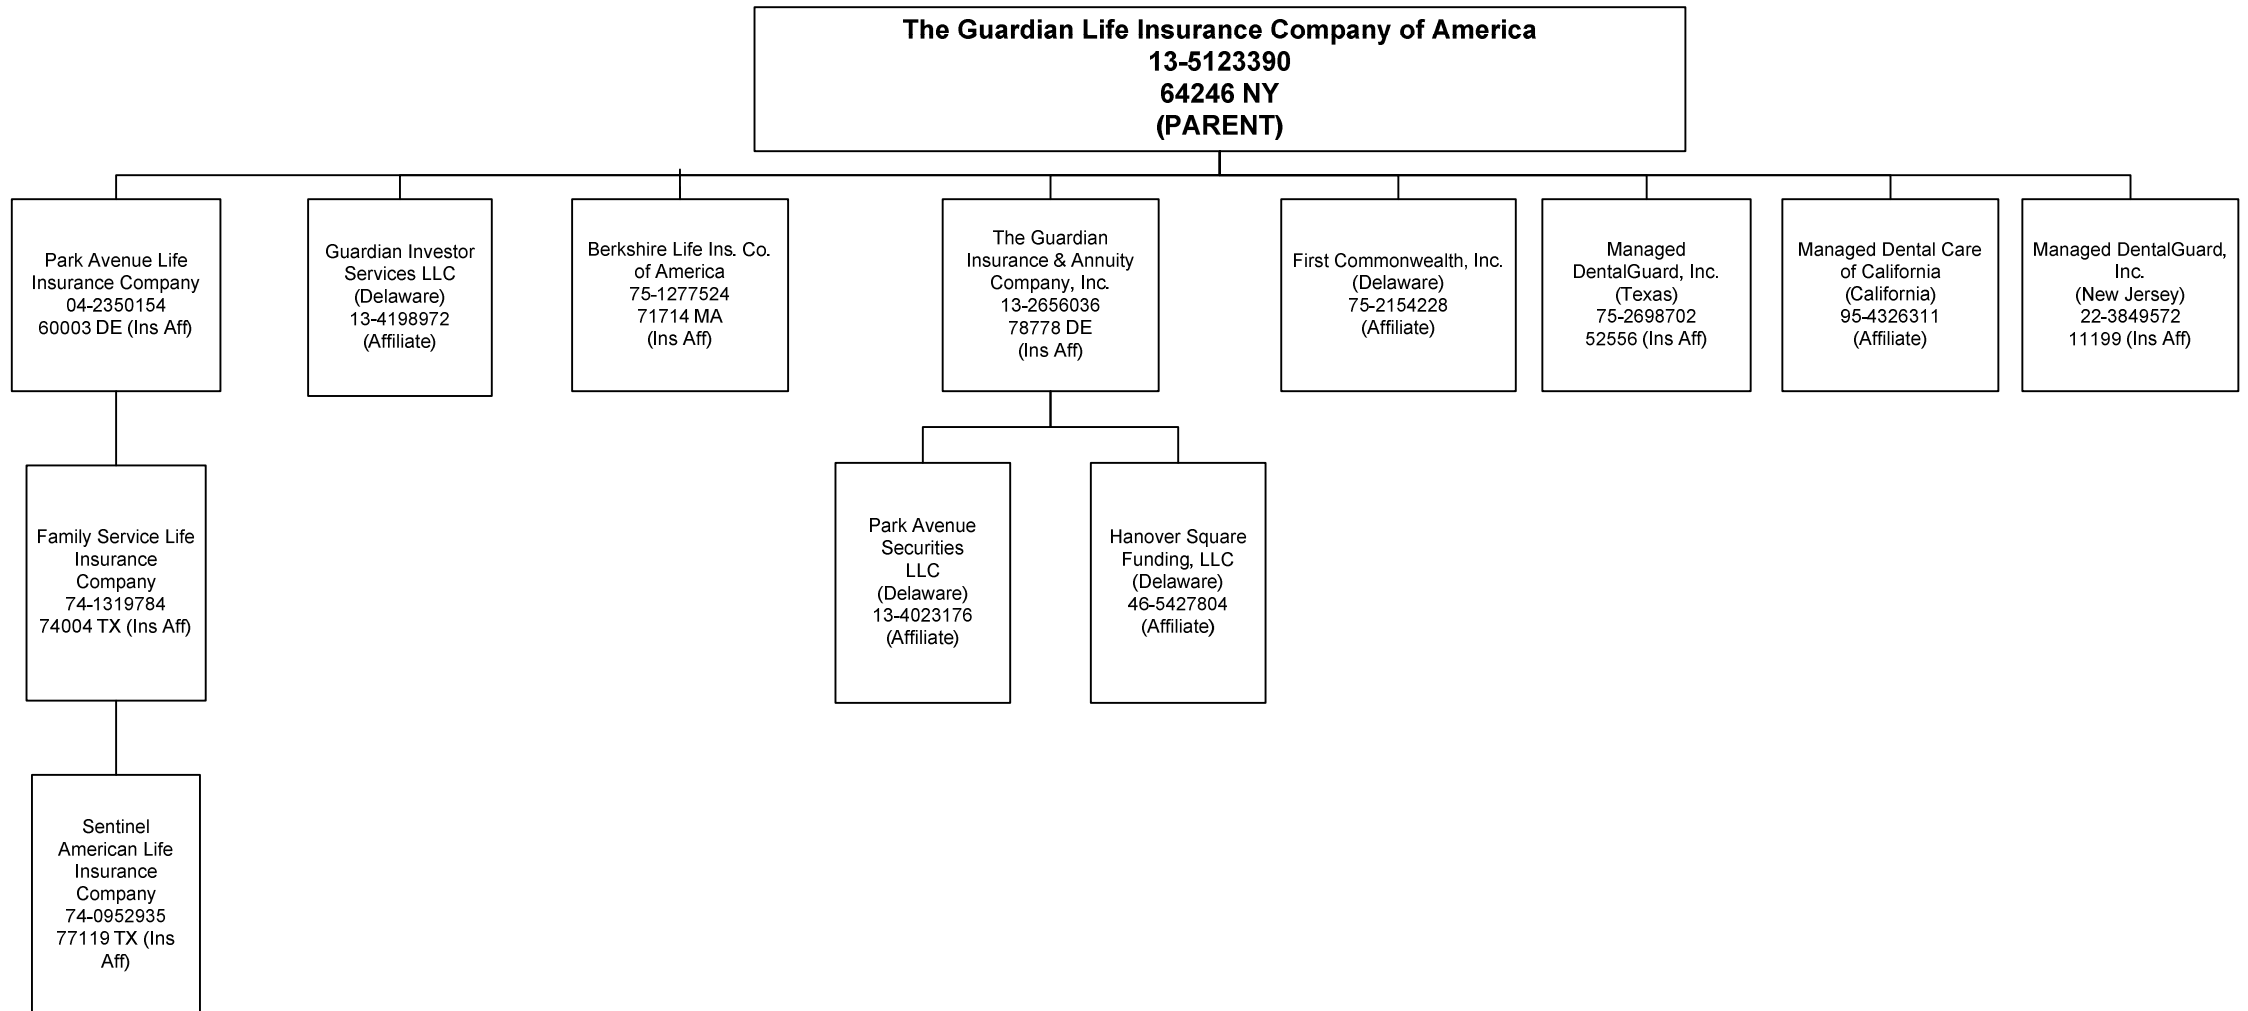 The Guardian Life Insurance Company of America
13-5123390
64246 NY
(PARENT)
Park Avenue Life
Insurance Company
04-2350154
60003 DE (Ins Aff)
Guardian Investor
Services LLC
(Delaware)
13-4198972
(Affiliate)
Berkshire Life Ins. Co.
of America
75-1277524
71714 MA
(Ins Aff)
The Guardian
Insurance & Annuity
Company, Inc.
13-2656036
78778 DE
(Ins Aff)
First Commonwealth, Inc.
(Delaware)
75-2154228
(Affiliate)
Managed
DentalGuard, Inc.
(Texas)
75-2698702
52556 (Ins Aff)
Managed Dental Care
of California
(California)
95-4326311
(Affiliate)
Managed DentalGuard,
Inc.
(New Jersey)
22-3849572
11199 (Ins Aff)
Family Service Life
Insurance
Company
74-1319784
74004 TX (Ins Aff)
Park Avenue
Securities
LLC
(Delaware)
13-4023176
(Affiliate)
Hanover Square
Funding, LLC
(Delaware)
46-5427804
(Affiliate)
Sentinel
American Life
Insurance
Company
74-0952935
77119 TX (Ins
Aff)